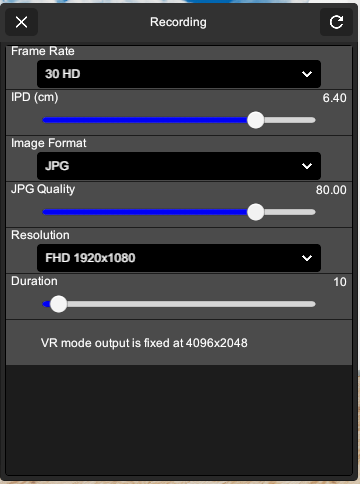 Recording
Frame Rate
30 HD
IPD (cm) 6.40
Image Format
JPG
JPG Quality 80.00
Resolution
FHD 1920x1080
Duration 10
VR mode output is fixed at 4096x2048